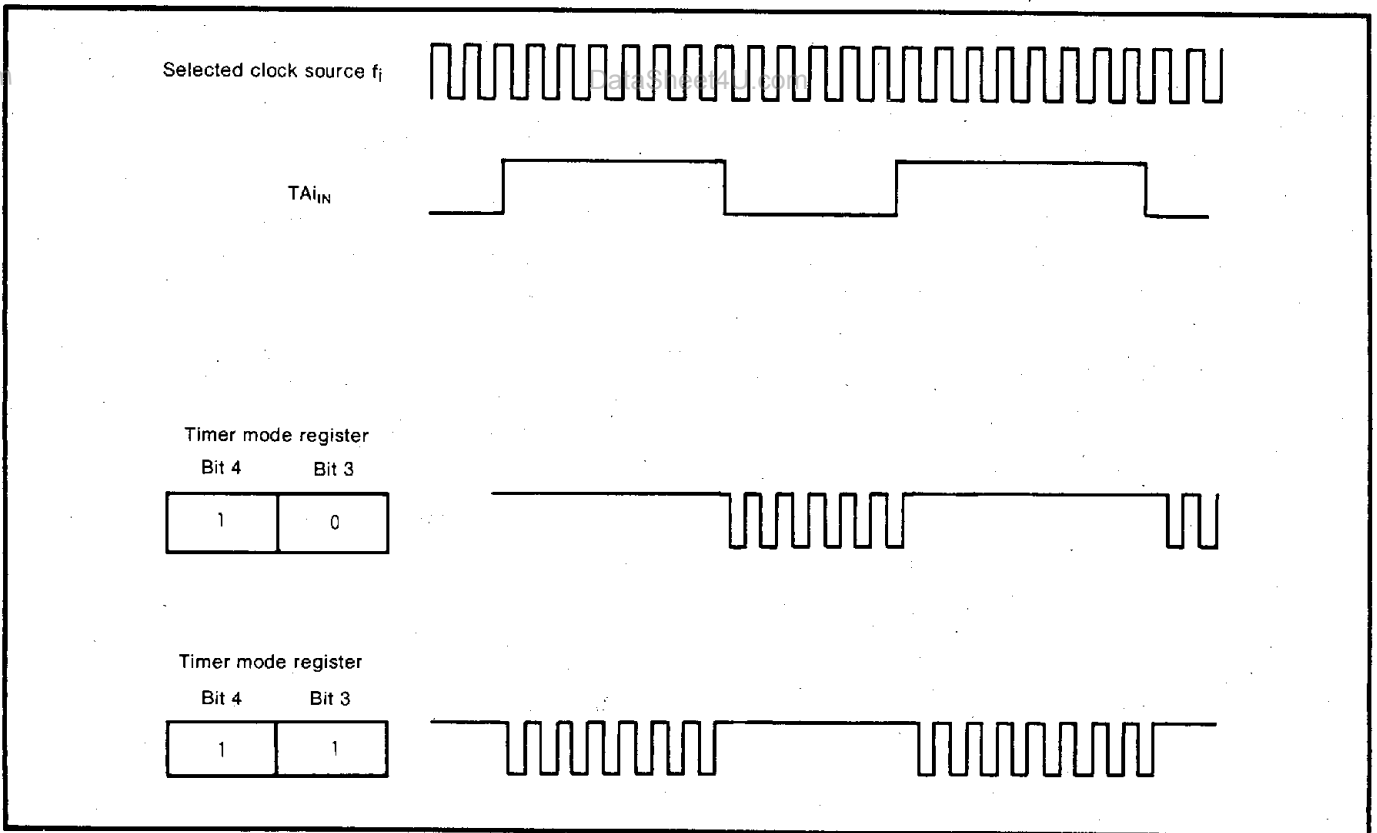 Selected clock source fi
DataSheet4U.com
TAiIN
Timer mode register
Bit 4 Bit 3
1 0
Timer mode register
Bit 4 Bit 3
1 1